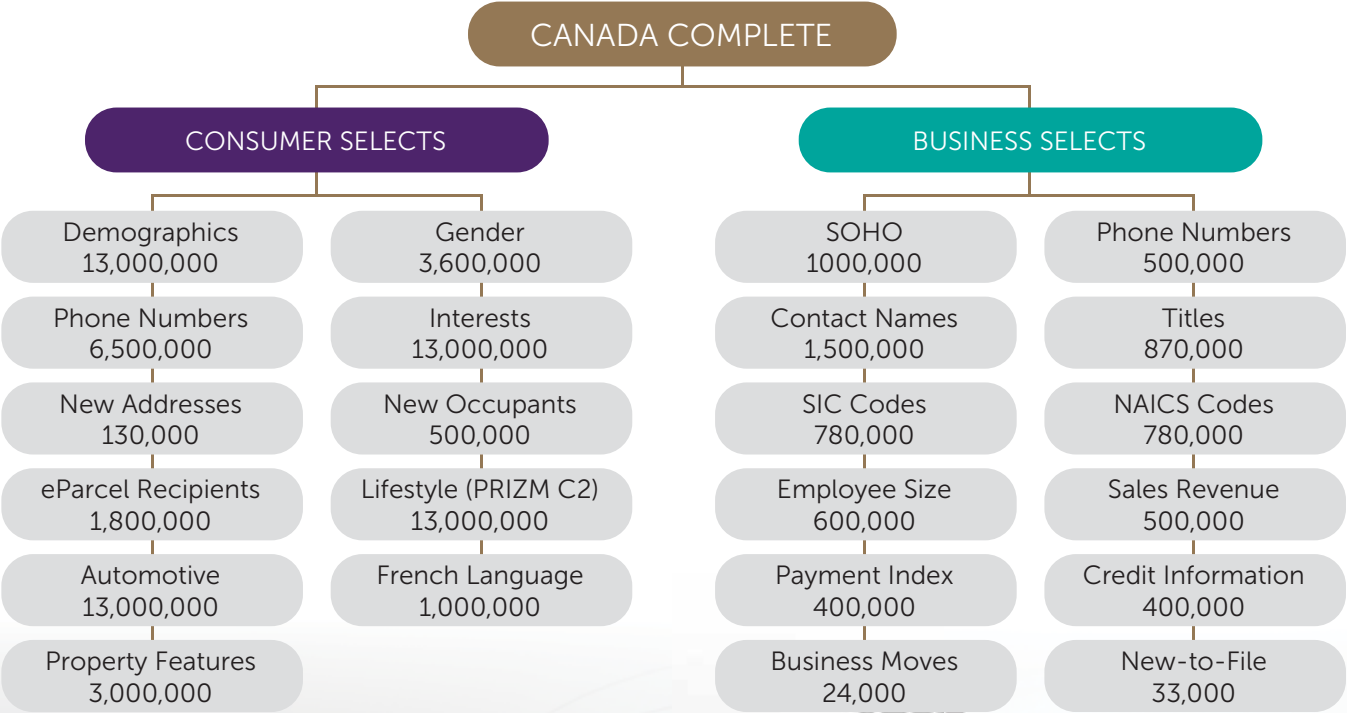 CANADA COMPLETE
CONSUMER SELECTS
Demographics
13,000,000
Phone Numbers
6,500,000
New Addresses
130,000
eParcel Recipients
1,800,000
Automotive
13,000,000
Property Features
3,000,000
Gender
3,600,000
Interests
13,000,000
New Occupants
500,000
Lifestyle (PRIZM C2)
13,000,000
French Language
1,000,000
BUSINESS SELECTS
SOHO
1000,000
Contact Names
1,500,000
SIC Codes
780,000
Employee Size
600,000
Payment Index
400,000
Business Moves
24,000
Phone Numbers
500,000
Titles
870,000
NAICS Codes
780,000
Sales Revenue
500,000
Credit Information
400,000
New-to-File
33,000